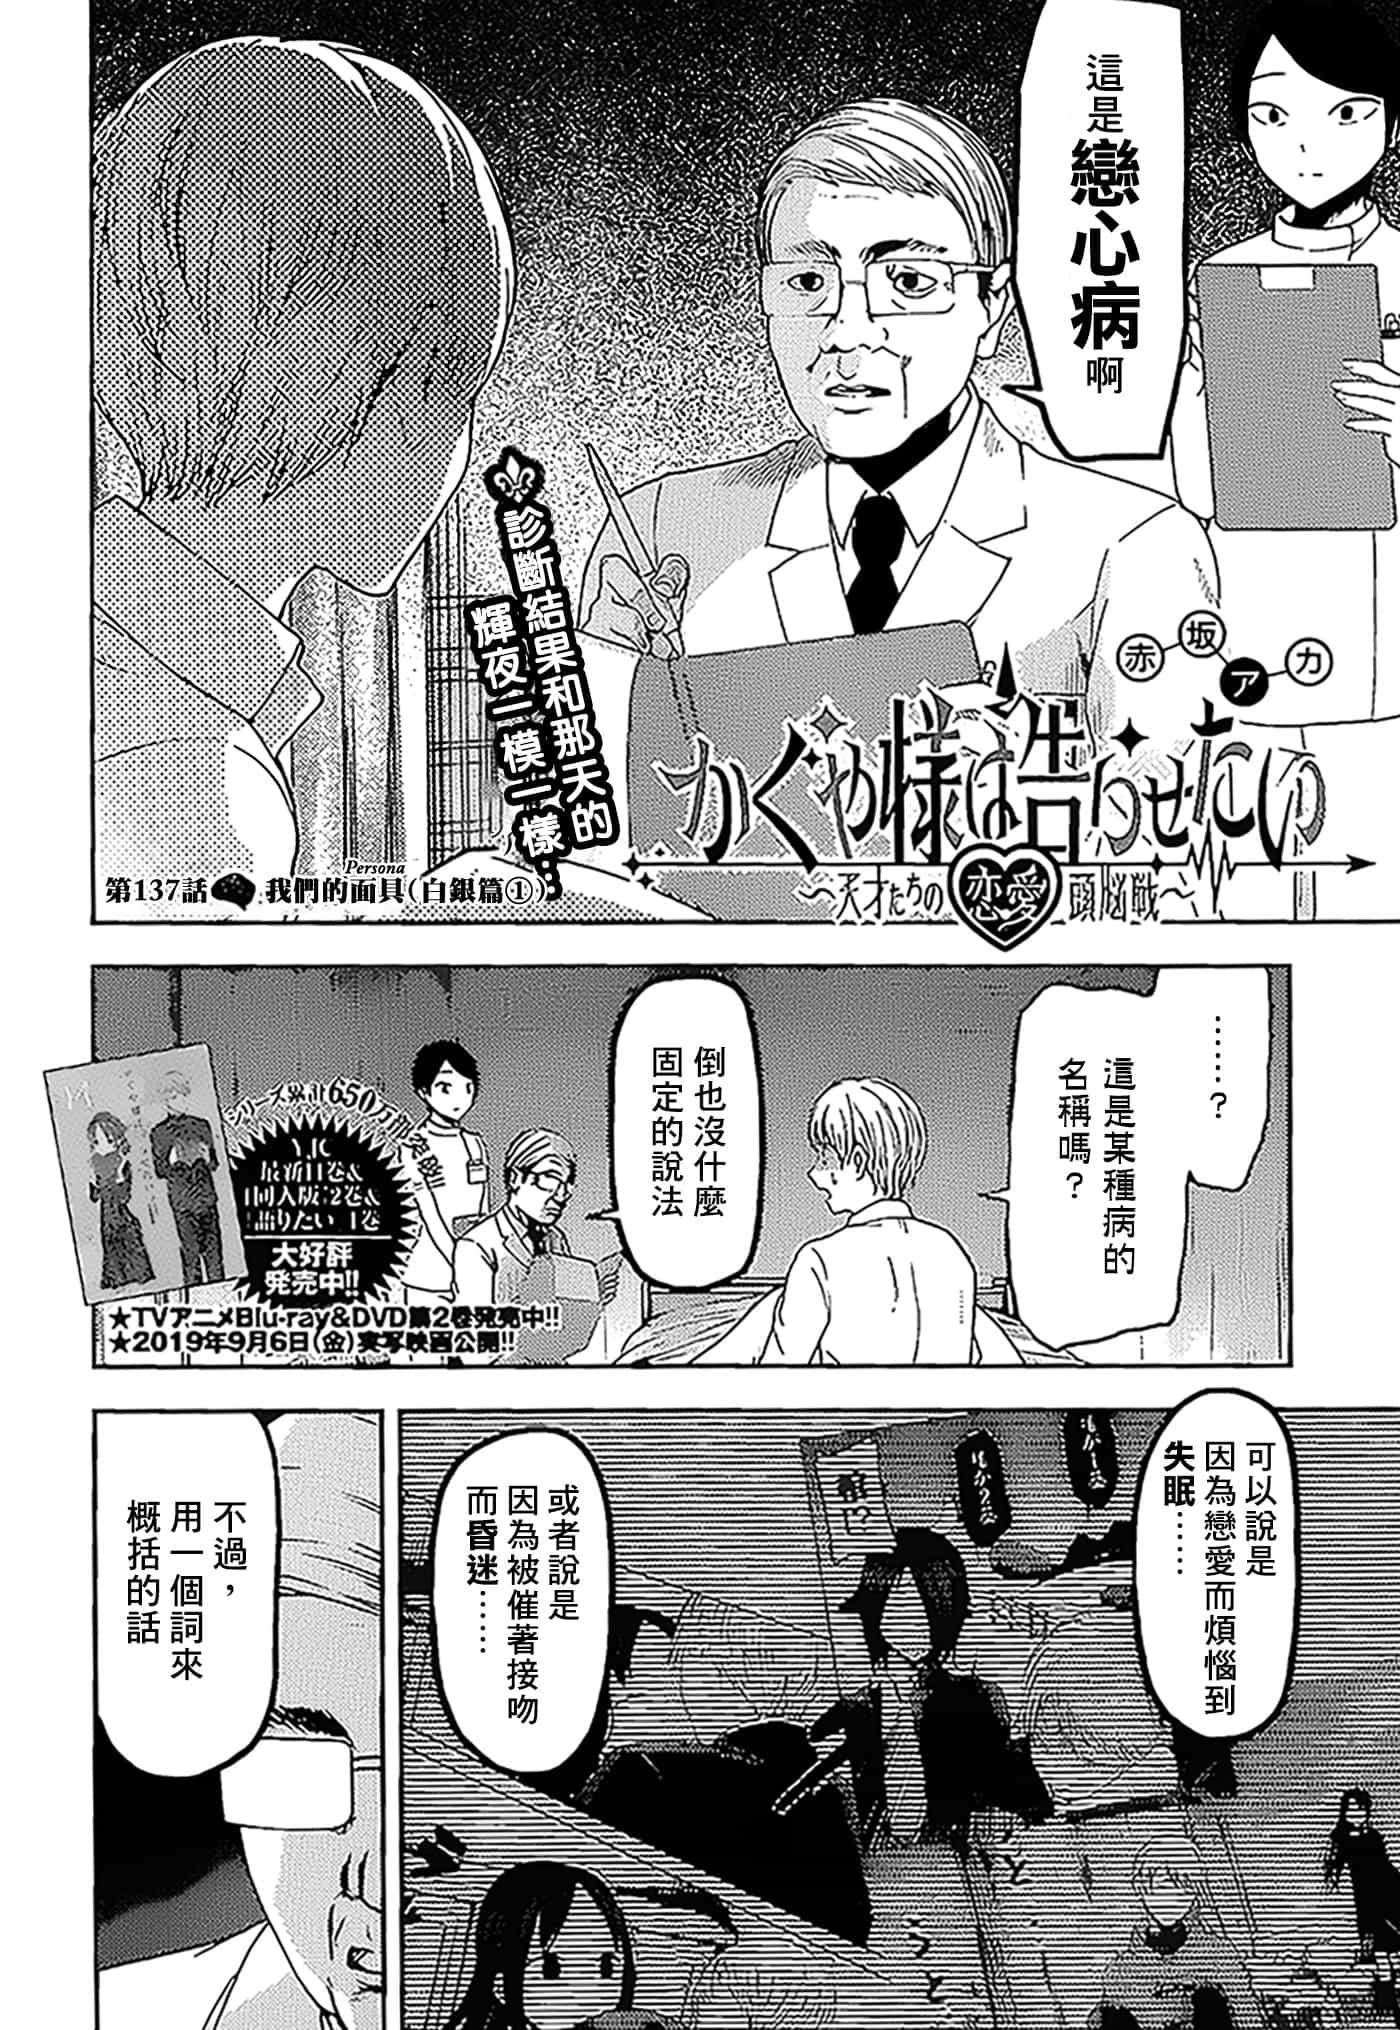 這是
戀心病
啊
診斷結果和那天的
輝夜一模一樣…
赤坂アカ
かぐや様は告らせたい
～天才たちの恋愛頭脳戦～
Persona
第137話 我們的面具(白銀篇①)
……?
這是某種病的
名稱嗎?
倒也沒什麼
固定的說法
シリーズ累計650万部突破
YJC
最新11巻&
同人版2巻&
語りたい1巻
大好評
発売中!!
★TVアニメBlu-ray&DVD第2巻発売中!!
★2019年9月6日(金)実写映画公開!!
可以說是
因為戀愛而煩惱到
失眠……
或者說是
因為被催著接吻
而昏迷……
うと
うと
不過，
用一個詞來
概括的話